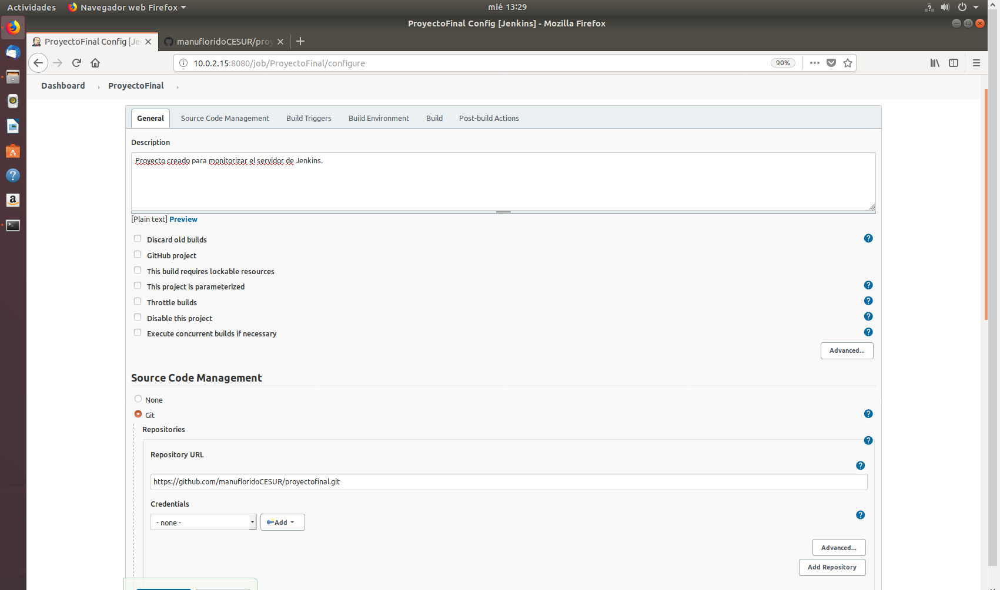 Actividades Navegador web Firefox mié 13:29
ProyectoFinal Config [Jenkins] - Mozilla Firefox
ProyectoFinal Config [Je manufloridoCESUR/proy
10.0.2.15:8080/job/ProyectoFinal/configure 90%
Dashboard ProyectoFinal
General Source Code Management Build Triggers Build Environment Build Post-build Actions
Description
Proyecto creado para monitorizar el servidor de Jenkins.
[Plain text] Preview
Discard old builds
GitHub project
This build requires lockable resources
This project is parameterized
Throttle builds
Disable this project
Execute concurrent builds if necessary
Advanced...
Source Code Management
None
Git
Repositories
Repository URL
https://github.com/manufloridoCESUR/proyectofinal.git
Credentials
- none - Add
Advanced...
Add Repository